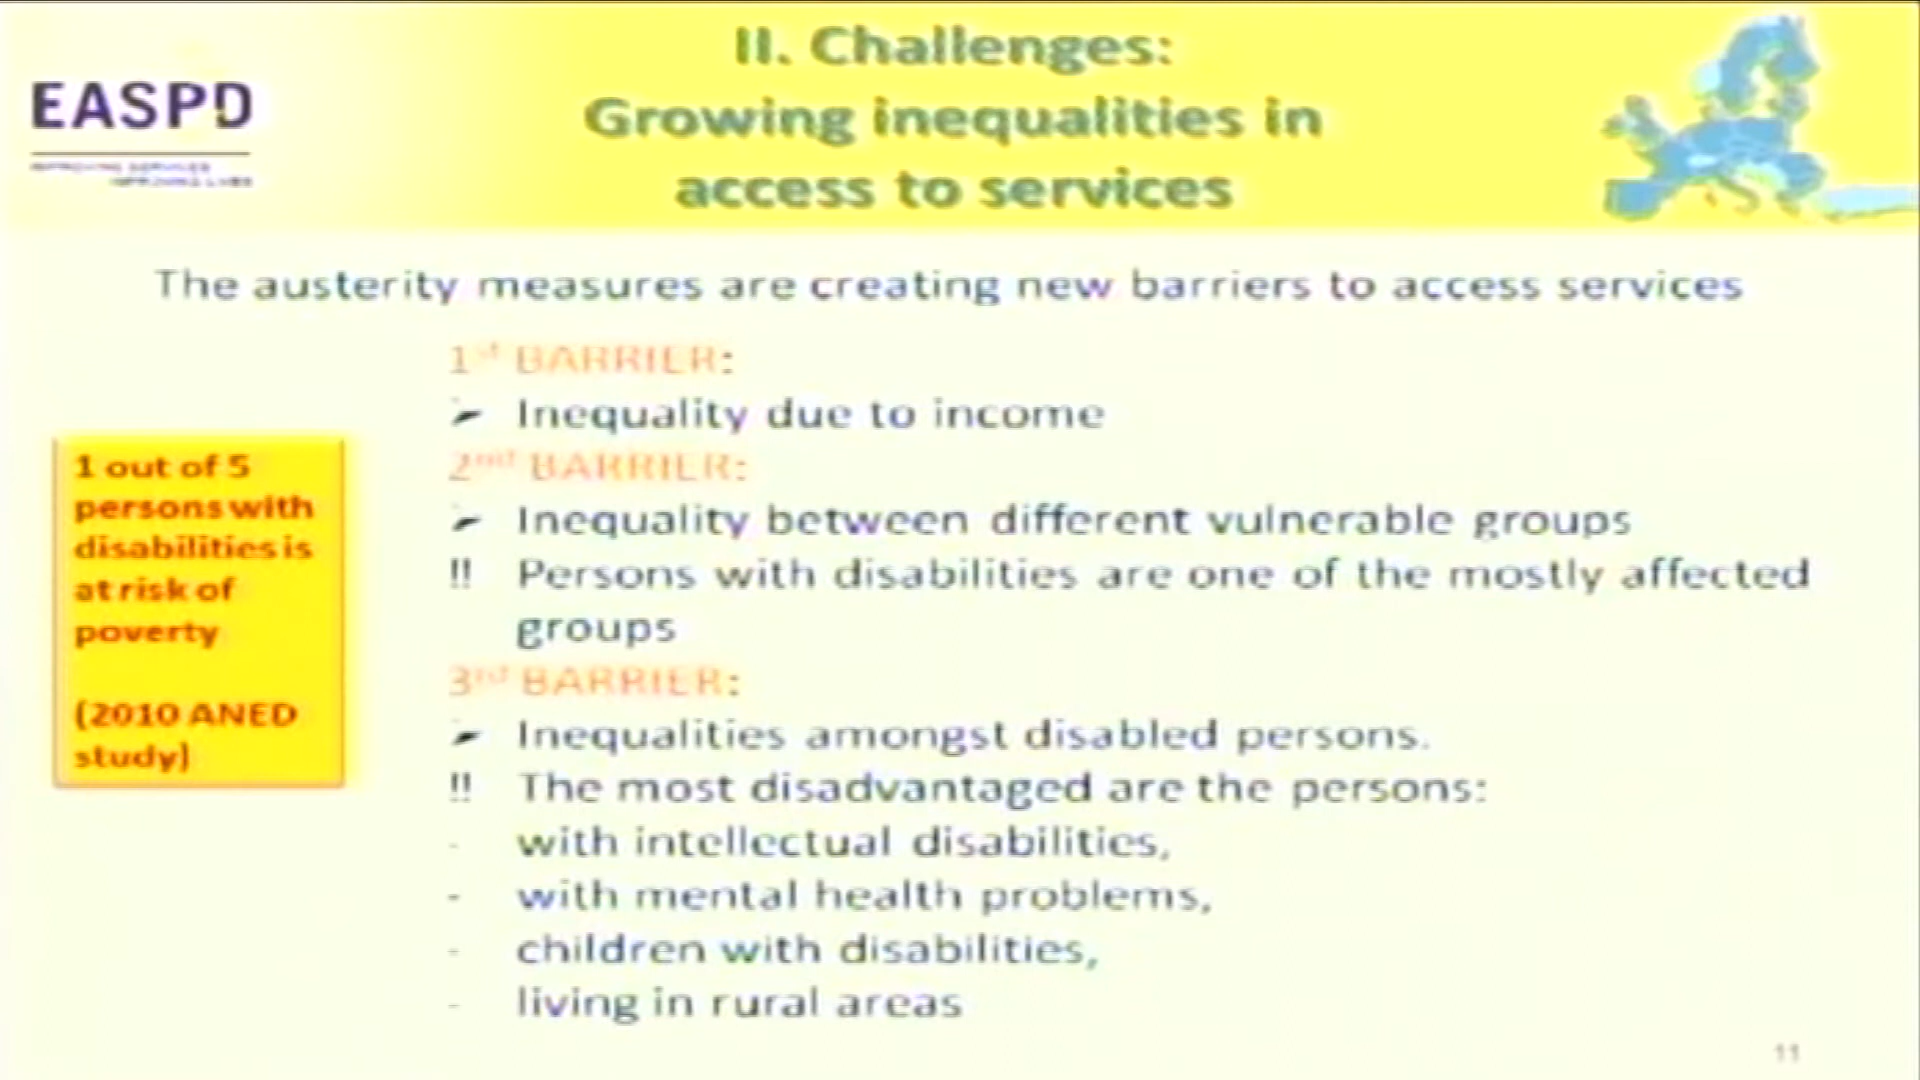 II. Challenges:
Growing inequalities in
access to services
EASPD
IMPROVING SERVICES
IMPROVING LIVES
The austerity measures are creating new barriers to access services
1st BARRIER:
➢ Inequality due to income
2nd BARRIER:
➢ Inequality between different vulnerable groups
!! Persons with disabilities are one of the mostly affected
groups
3rd BARRIER:
➢ Inequalities amongst disabled persons.
!! The most disadvantaged are the persons:
- with intellectual disabilities,
- with mental health problems,
- children with disabilities,
- living in rural areas
1 out of 5
persons with
disabilities is
at risk of
poverty
(2010 ANED
study)
11